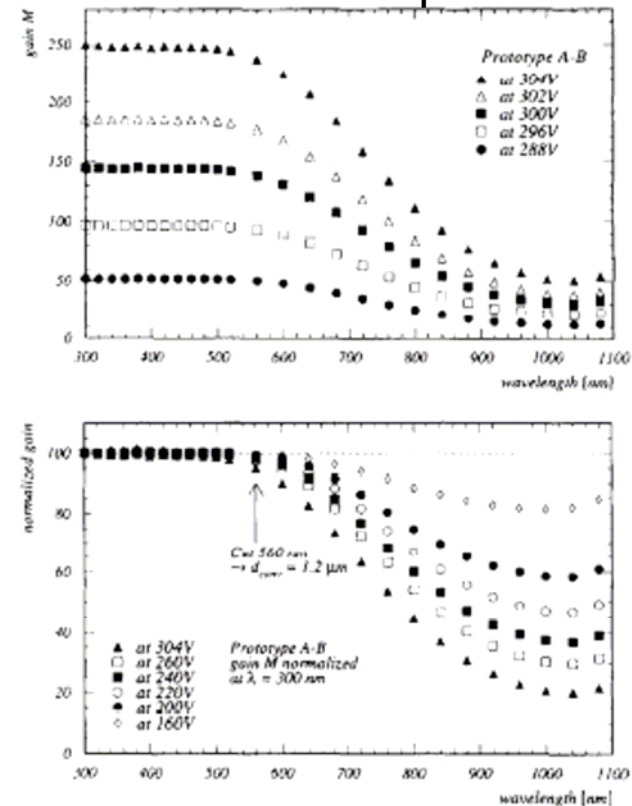 gain M
250
200
150
100
50
0
Prototype A-B
at 304V
at 302V
at 300V
at 296V
at 288V
300 400 500 600 700 800 900 1000 1100
wavelength [nm]
normalized gain
100
80
60
40
20
0
Cut 560 nm
→ d = 1.2 μm
at 304V
at 260V
at 240V
at 220V
at 200V
at 160V
Prototype A-B
gain M normalized
at λ = 300 nm
300 400 500 600 700 800 900 1000 1100
wavelength [nm]